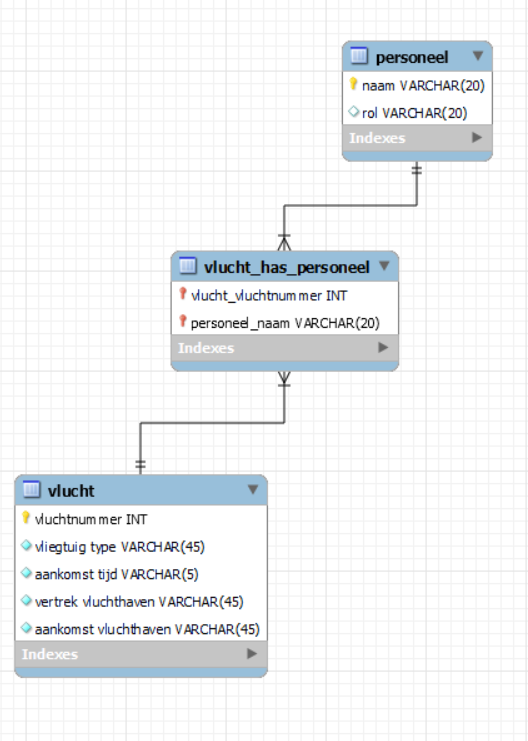 personeel
naam VARCHAR(20)
rol VARCHAR(20)
Indexes
vlucht_has_personeel
vlucht_vluchtnummer INT
personeel_naam VARCHAR(20)
Indexes
vlucht
vluchtnummer INT
vliegtuig type VARCHAR(45)
aankomst tijd VARCHAR(5)
vertrek vluchthaven VARCHAR(45)
aankomst vluchthaven VARCHAR(45)
Indexes